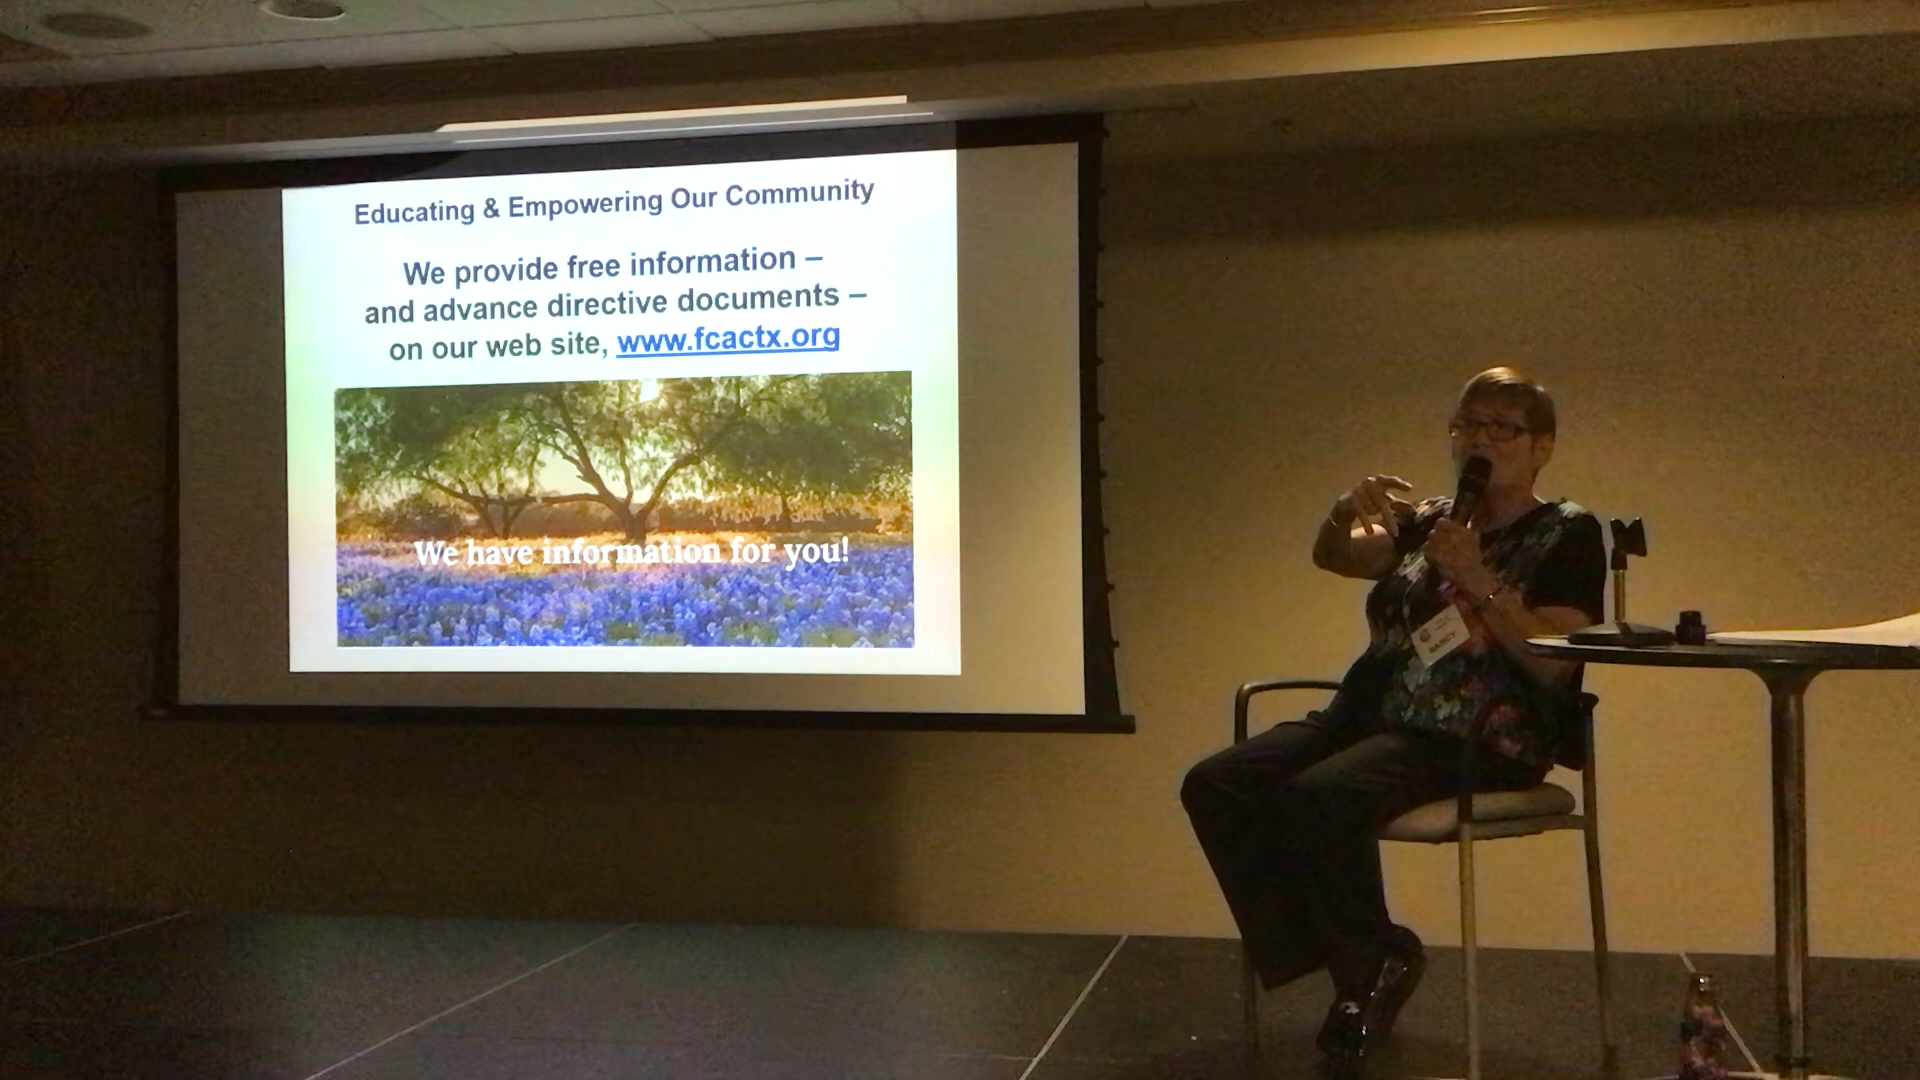 Educating & Empowering Our Community
We provide free information –
and advance directive documents –
on our web site, www.fcactx.org
We have information for you!
NANCY